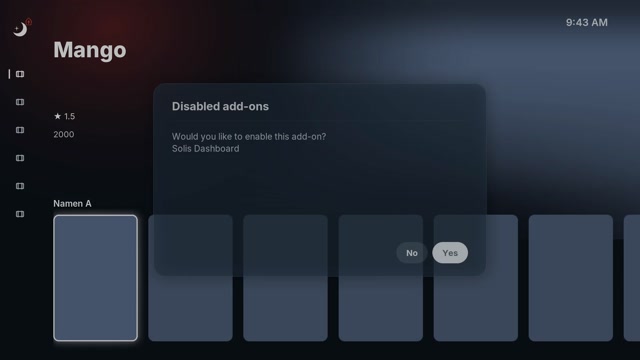 9:43 AM
Mango
Disabled add-ons
★ 1.5
Would you like to enable this add-on?
2000
Solis Dashboard
Namen A
No
Yes